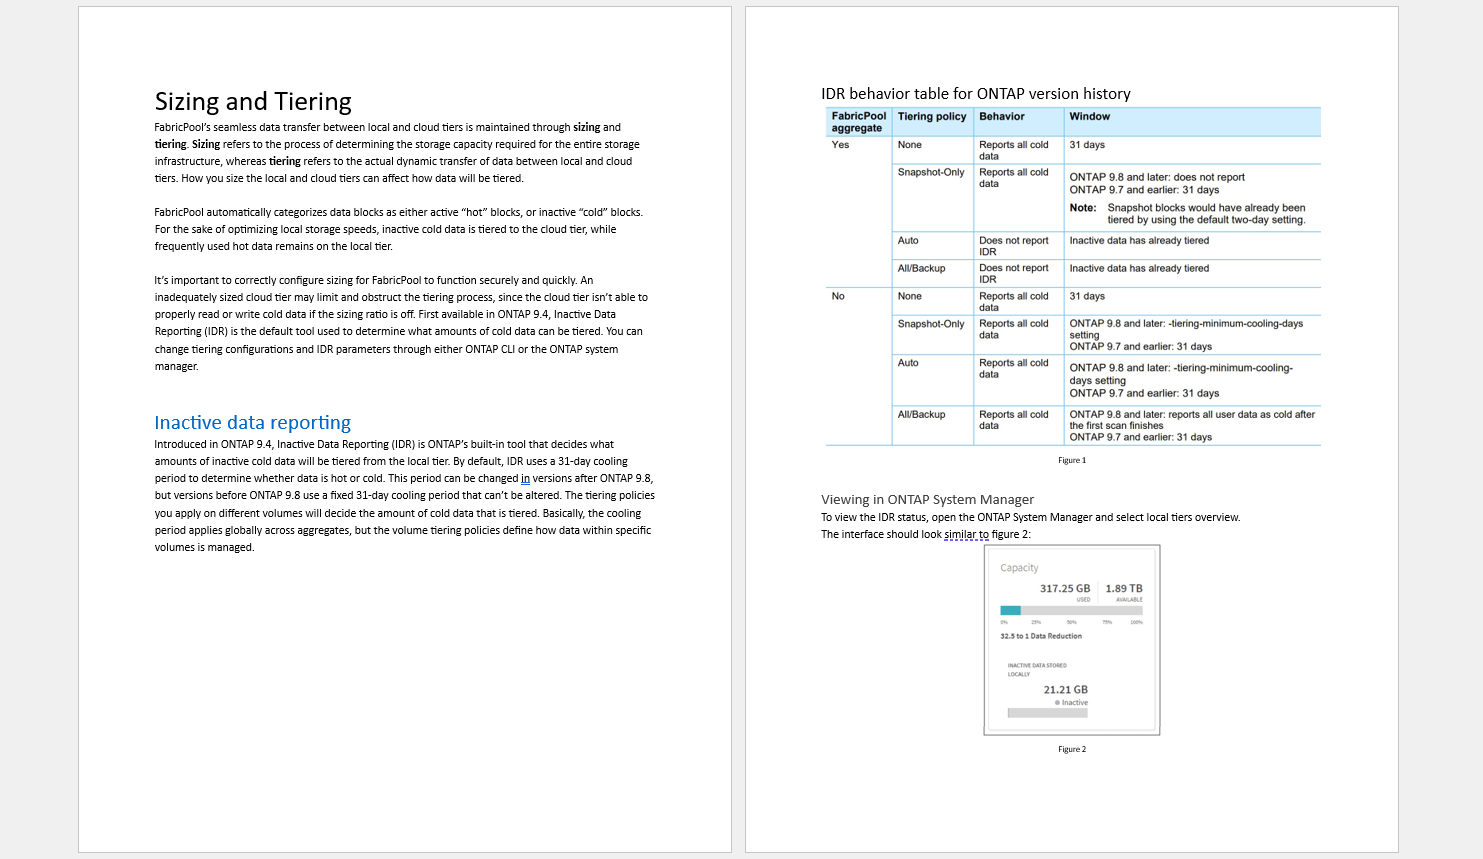 Sizing and Tiering
FabricPool’s seamless data transfer between local and cloud tiers is maintained through sizing and
tiering. Sizing refers to the process of determining the storage capacity required for the entire storage
infrastructure, whereas tiering refers to the actual dynamic transfer of data between local and cloud
tiers. How you size the local and cloud tiers can affect how data will be tiered.
FabricPool automatically categorizes data blocks as either active “hot” blocks, or inactive “cold” blocks.
For the sake of optimizing local storage speeds, inactive cold data is tiered to the cloud tier, while
frequently used hot data remains on the local tier.
It’s important to correctly configure sizing for FabricPool to function securely and quickly. An
inadequately sized cloud tier may limit and obstruct the tiering process, since the cloud tier isn’t able to
properly read or write cold data if the sizing ratio is off. First available in ONTAP 9.4, Inactive Data
Reporting (IDR) is the default tool used to determine what amounts of cold data can be tiered. You can
change tiering configurations and IDR parameters through either ONTAP CLI or the ONTAP system
manager.
Inactive data reporting
Introduced in ONTAP 9.4, Inactive Data Reporting (IDR) is ONTAP’s built-in tool that decides what
amounts of inactive cold data will be tiered from the local tier. By default, IDR uses a 31-day cooling
period to determine whether data is hot or cold. This period can be changed in versions after ONTAP 9.8,
but versions before ONTAP 9.8 use a fixed 31-day cooling period that can’t be altered. The tiering policies
you apply on different volumes will decide the amount of cold data that is tiered. Basically, the cooling
period applies globally across aggregates, but the volume tiering policies define how data within specific
volumes is managed.
IDR behavior table for ONTAP version history
FabricPool aggregate Tiering policy Behavior Window
Yes None Reports all cold data 31 days
Snapshot-Only Reports all cold data ONTAP 9.8 and later: does not report
ONTAP 9.7 and earlier: 31 days
Note: Snapshot blocks would have already been
tiered by using the default two-day setting.
Auto Does not report IDR Inactive data has already tiered
All/Backup Does not report IDR Inactive data has already tiered
No None Reports all cold data 31 days
Snapshot-Only Reports all cold data ONTAP 9.8 and later: -tiering-minimum-cooling-days
setting
ONTAP 9.7 and earlier: 31 days
Auto Reports all cold data ONTAP 9.8 and later: -tiering-minimum-cooling-
days setting
ONTAP 9.7 and earlier: 31 days
All/Backup Reports all cold data ONTAP 9.8 and later: reports all user data as cold after
the first scan finishes
ONTAP 9.7 and earlier: 31 days
Figure 1
Viewing in ONTAP System Manager
To view the IDR status, open the ONTAP System Manager and select local tiers overview.
The interface should look similar to figure 2:
Capacity
317.25 GB 1.89 TB
USED AVAILABLE
0% 25% 50% 75% 100%
32.5 to 1 Data Reduction
INACTIVE DATA STORED
LOCALLY
21.21 GB
Inactive
Figure 2